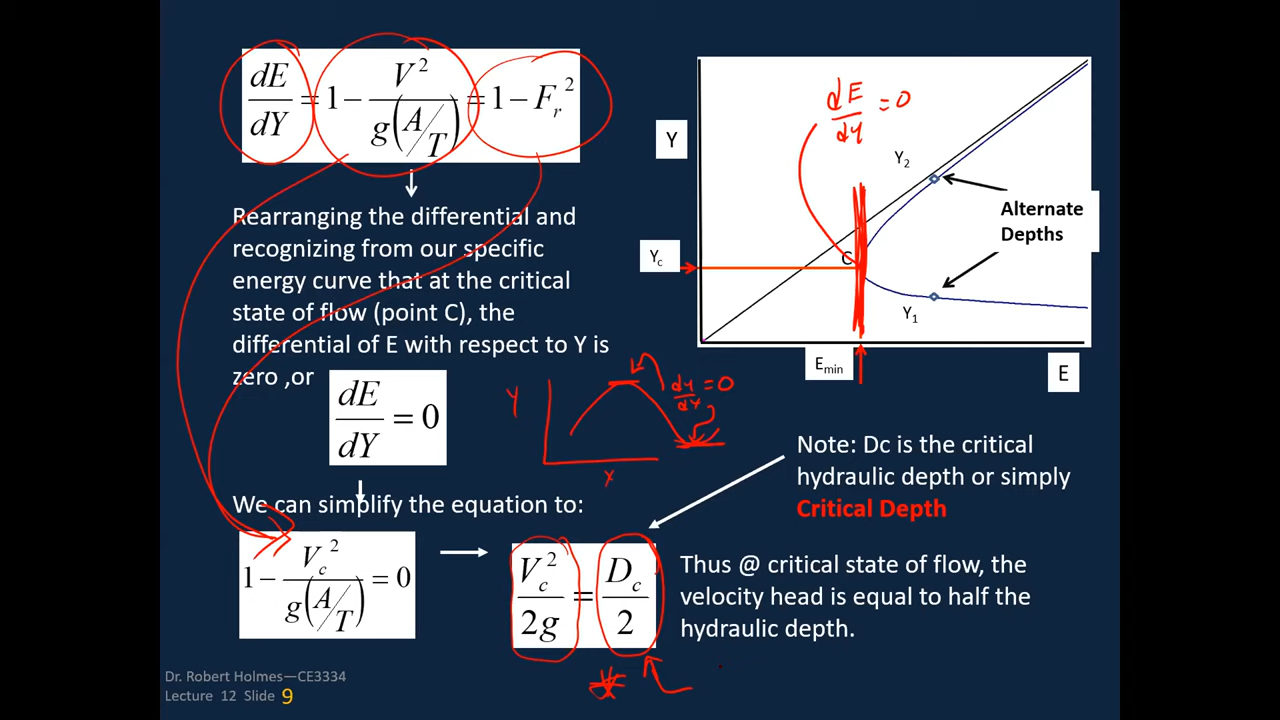 dE/dY = 1 − V²/g(A/T) = 1 − Fr²
Rearranging the differential and
recognizing from our specific
energy curve that at the critical
state of flow (point C), the
differential of E with respect to Y is
zero ,or
dE/dY = 0
We can simplify the equation to:
1 − Vc²/g(A/T) = 0
Vc²/2g = Dc/2
Y
X
dy/dx = 0
dE/dy = 0
Y
Y₂
Alternate
Depths
Yc
C
Y₁
Emin
E
Note: Dc is the critical
hydraulic depth or simply
Critical Depth
Thus @ critical state of flow, the
velocity head is equal to half the
hydraulic depth.
Dr. Robert Holmes—CE3334
Lecture 12 Slide 9